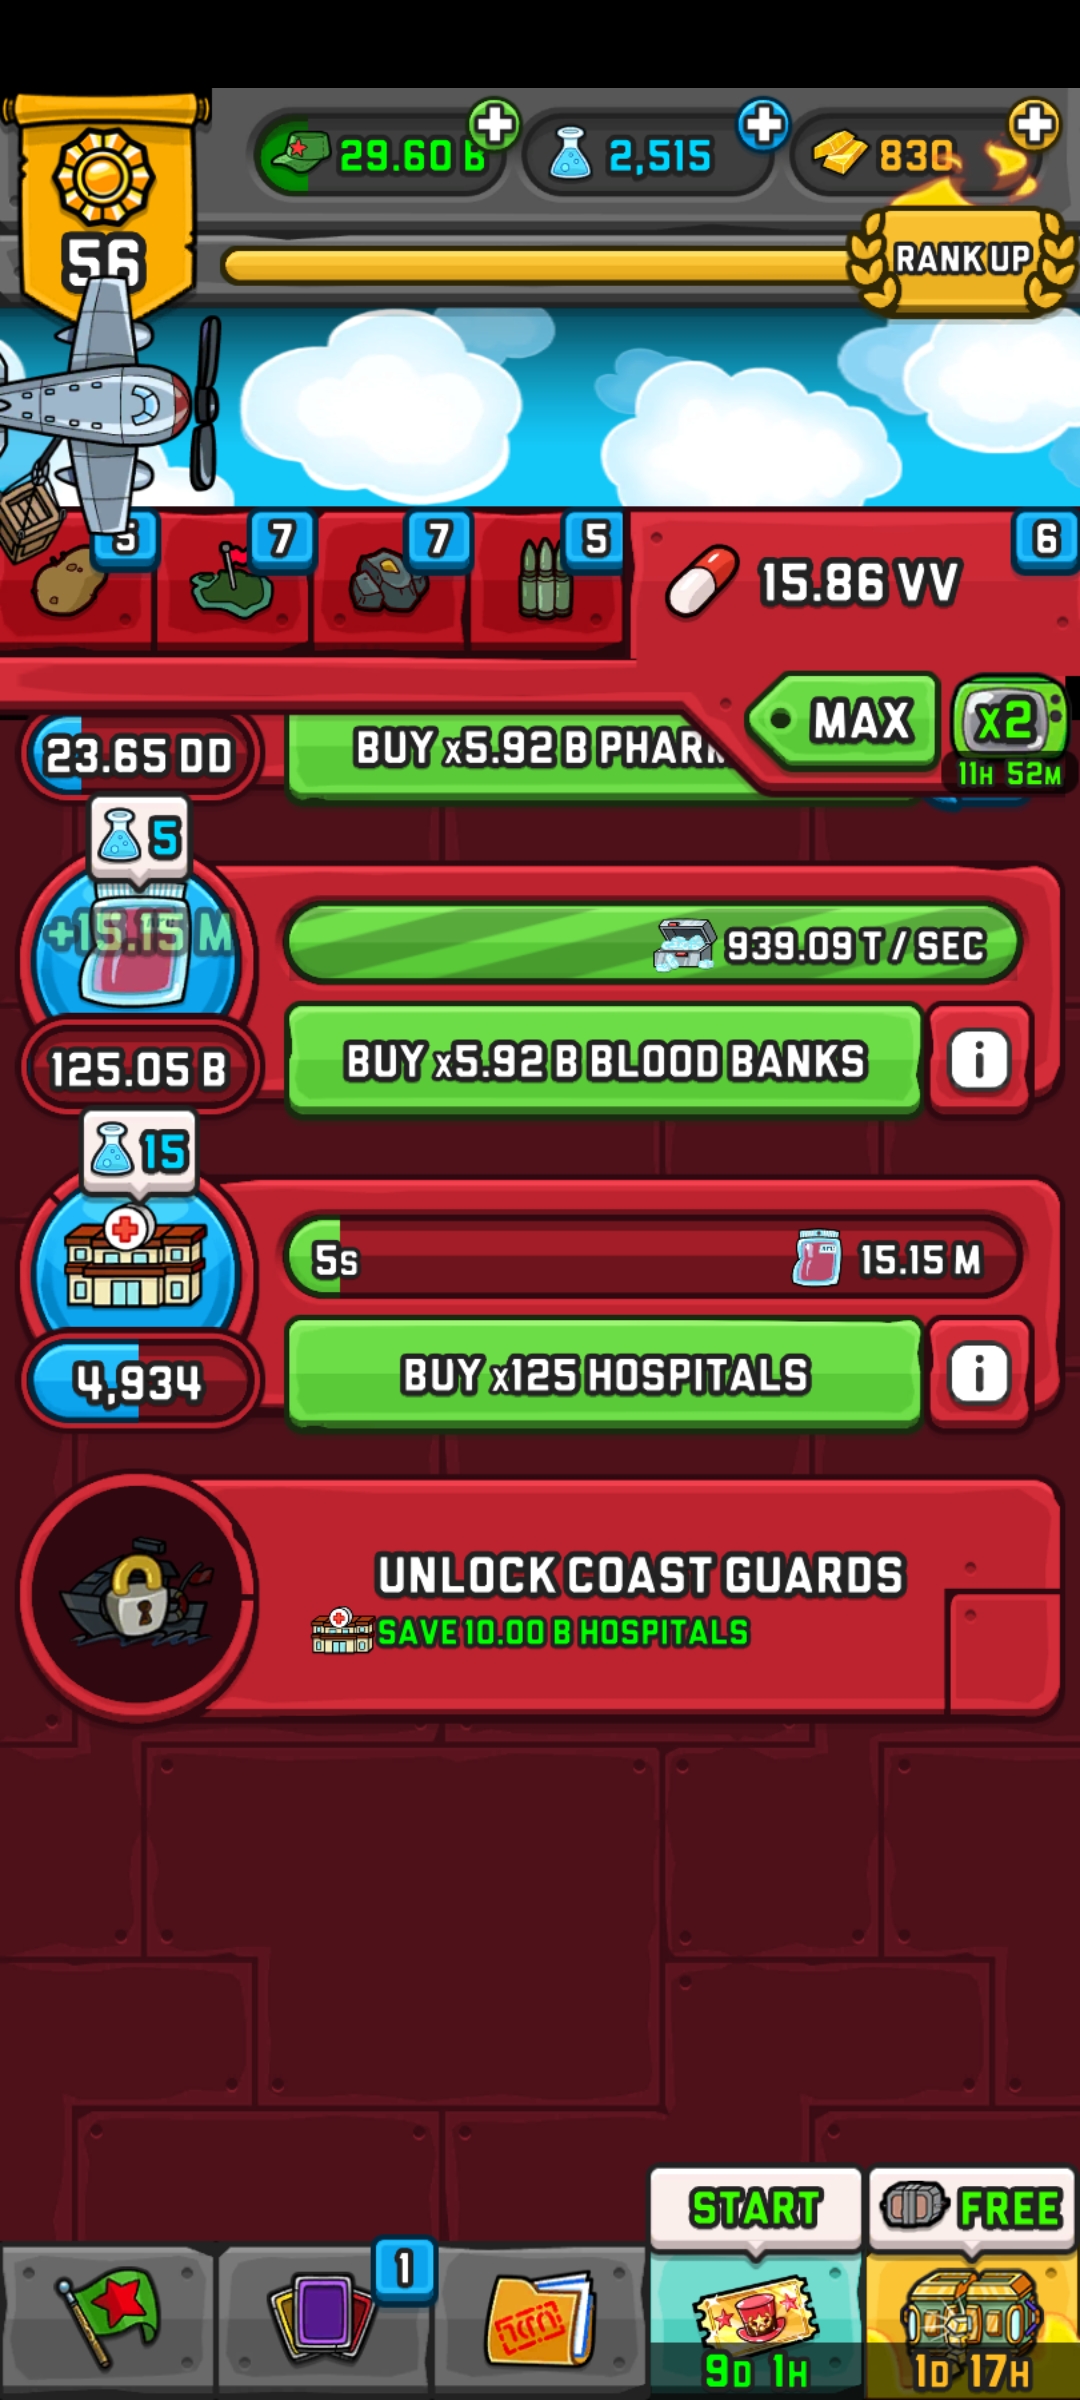 29.60 B
2,515
830
56
RANK UP
5
7
7
5
6
15.86 VV
MAX
x2
11H 52M
23.65 DD
BUY x5.92 B PHARM
5
+15.15 M
939.09 T / SEC
125.05 B
BUY x5.92 B BLOOD BANKS
i
15
5s
15.15 M
4,934
BUY x125 HOSPITALS
i
UNLOCK COAST GUARDS
SAVE 10.00 B HOSPITALS
START
FREE
1
9D 1H
1D 17H